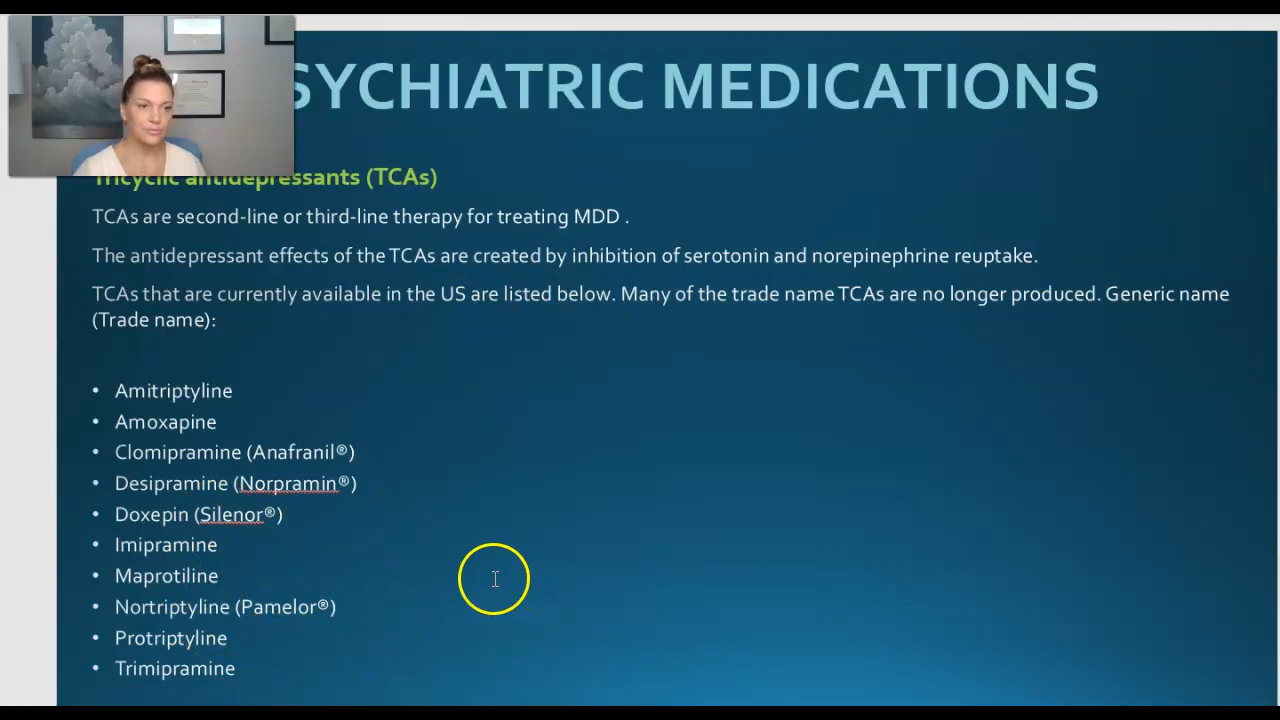 SYCHIATRIC MEDICATIONS
Tricyclic antidepressants (TCAs)
TCAs are second-line or third-line therapy for treating MDD .
The antidepressant effects of the TCAs are created by inhibition of serotonin and norepinephrine reuptake.
TCAs that are currently available in the US are listed below. Many of the trade name TCAs are no longer produced. Generic name
(Trade name):
• Amitriptyline
• Amoxapine
• Clomipramine (Anafranil®)
• Desipramine (Norpramin®)
• Doxepin (Silenor®)
• Imipramine
• Maprotiline
• Nortriptyline (Pamelor®)
• Protriptyline
• Trimipramine